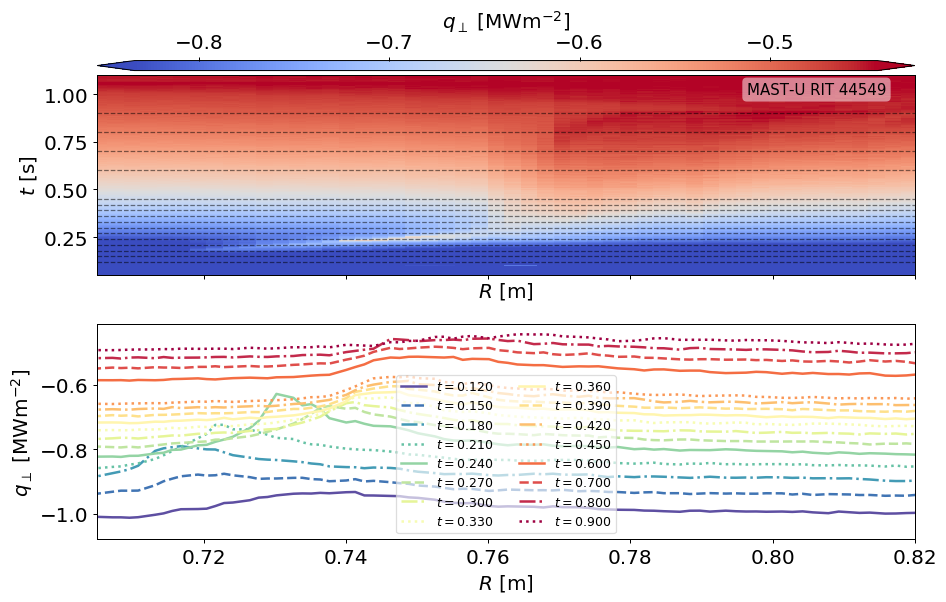 q⊥ [MWm⁻²]
−0.8 −0.7 −0.6 −0.5
MAST-U RIT 44549
1.00
0.75
0.50
0.25
t [s]
R [m]
−0.6
−0.8
−1.0
q⊥ [MWm⁻²]
t = 0.120 t = 0.360
t = 0.150 t = 0.390
t = 0.180 t = 0.420
t = 0.210 t = 0.450
t = 0.240 t = 0.600
t = 0.270 t = 0.700
t = 0.300 t = 0.800
t = 0.330 t = 0.900
0.72 0.74 0.76 0.78 0.80 0.82
R [m]